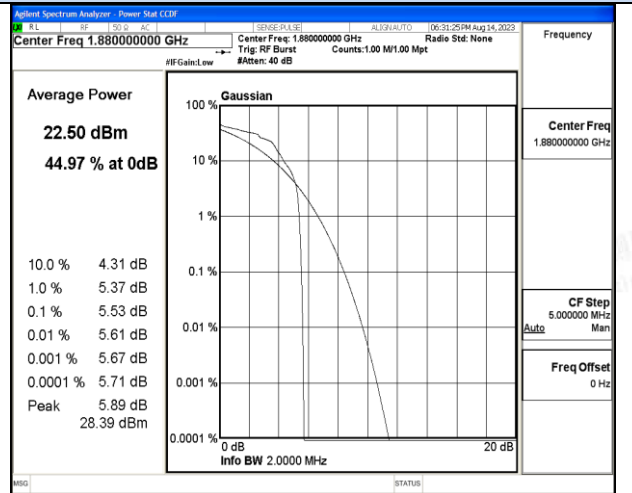 Agilent Spectrum Analyzer - Power Stat CCDF
RL RF 50 Ω AC SENSE:PULSE ALIGNAUTO 06:31:25 PM Aug 14, 2023
Center Freq 1.880000000 GHz
Center Freq: 1.880000000 GHz Radio Std: None
Trig: RF Burst Counts:1.00 M/1.00 Mpt
#IFGain:Low #Atten: 40 dB
Frequency
Average Power
22.50 dBm
44.97 % at 0dB
10.0 % 4.31 dB
1.0 % 5.37 dB
0.1 % 5.53 dB
0.01 % 5.61 dB
0.001 % 5.67 dB
0.0001 % 5.71 dB
Peak 5.89 dB
28.39 dBm
Gaussian
100 %
10 %
1 %
0.1 %
0.01 %
0.001 %
0.0001 %
0 dB 20 dB
Info BW 2.0000 MHz
Center Freq
1.880000000 GHz
CF Step
5.000000 MHz
Auto Man
Freq Offset
0 Hz
MSG STATUS